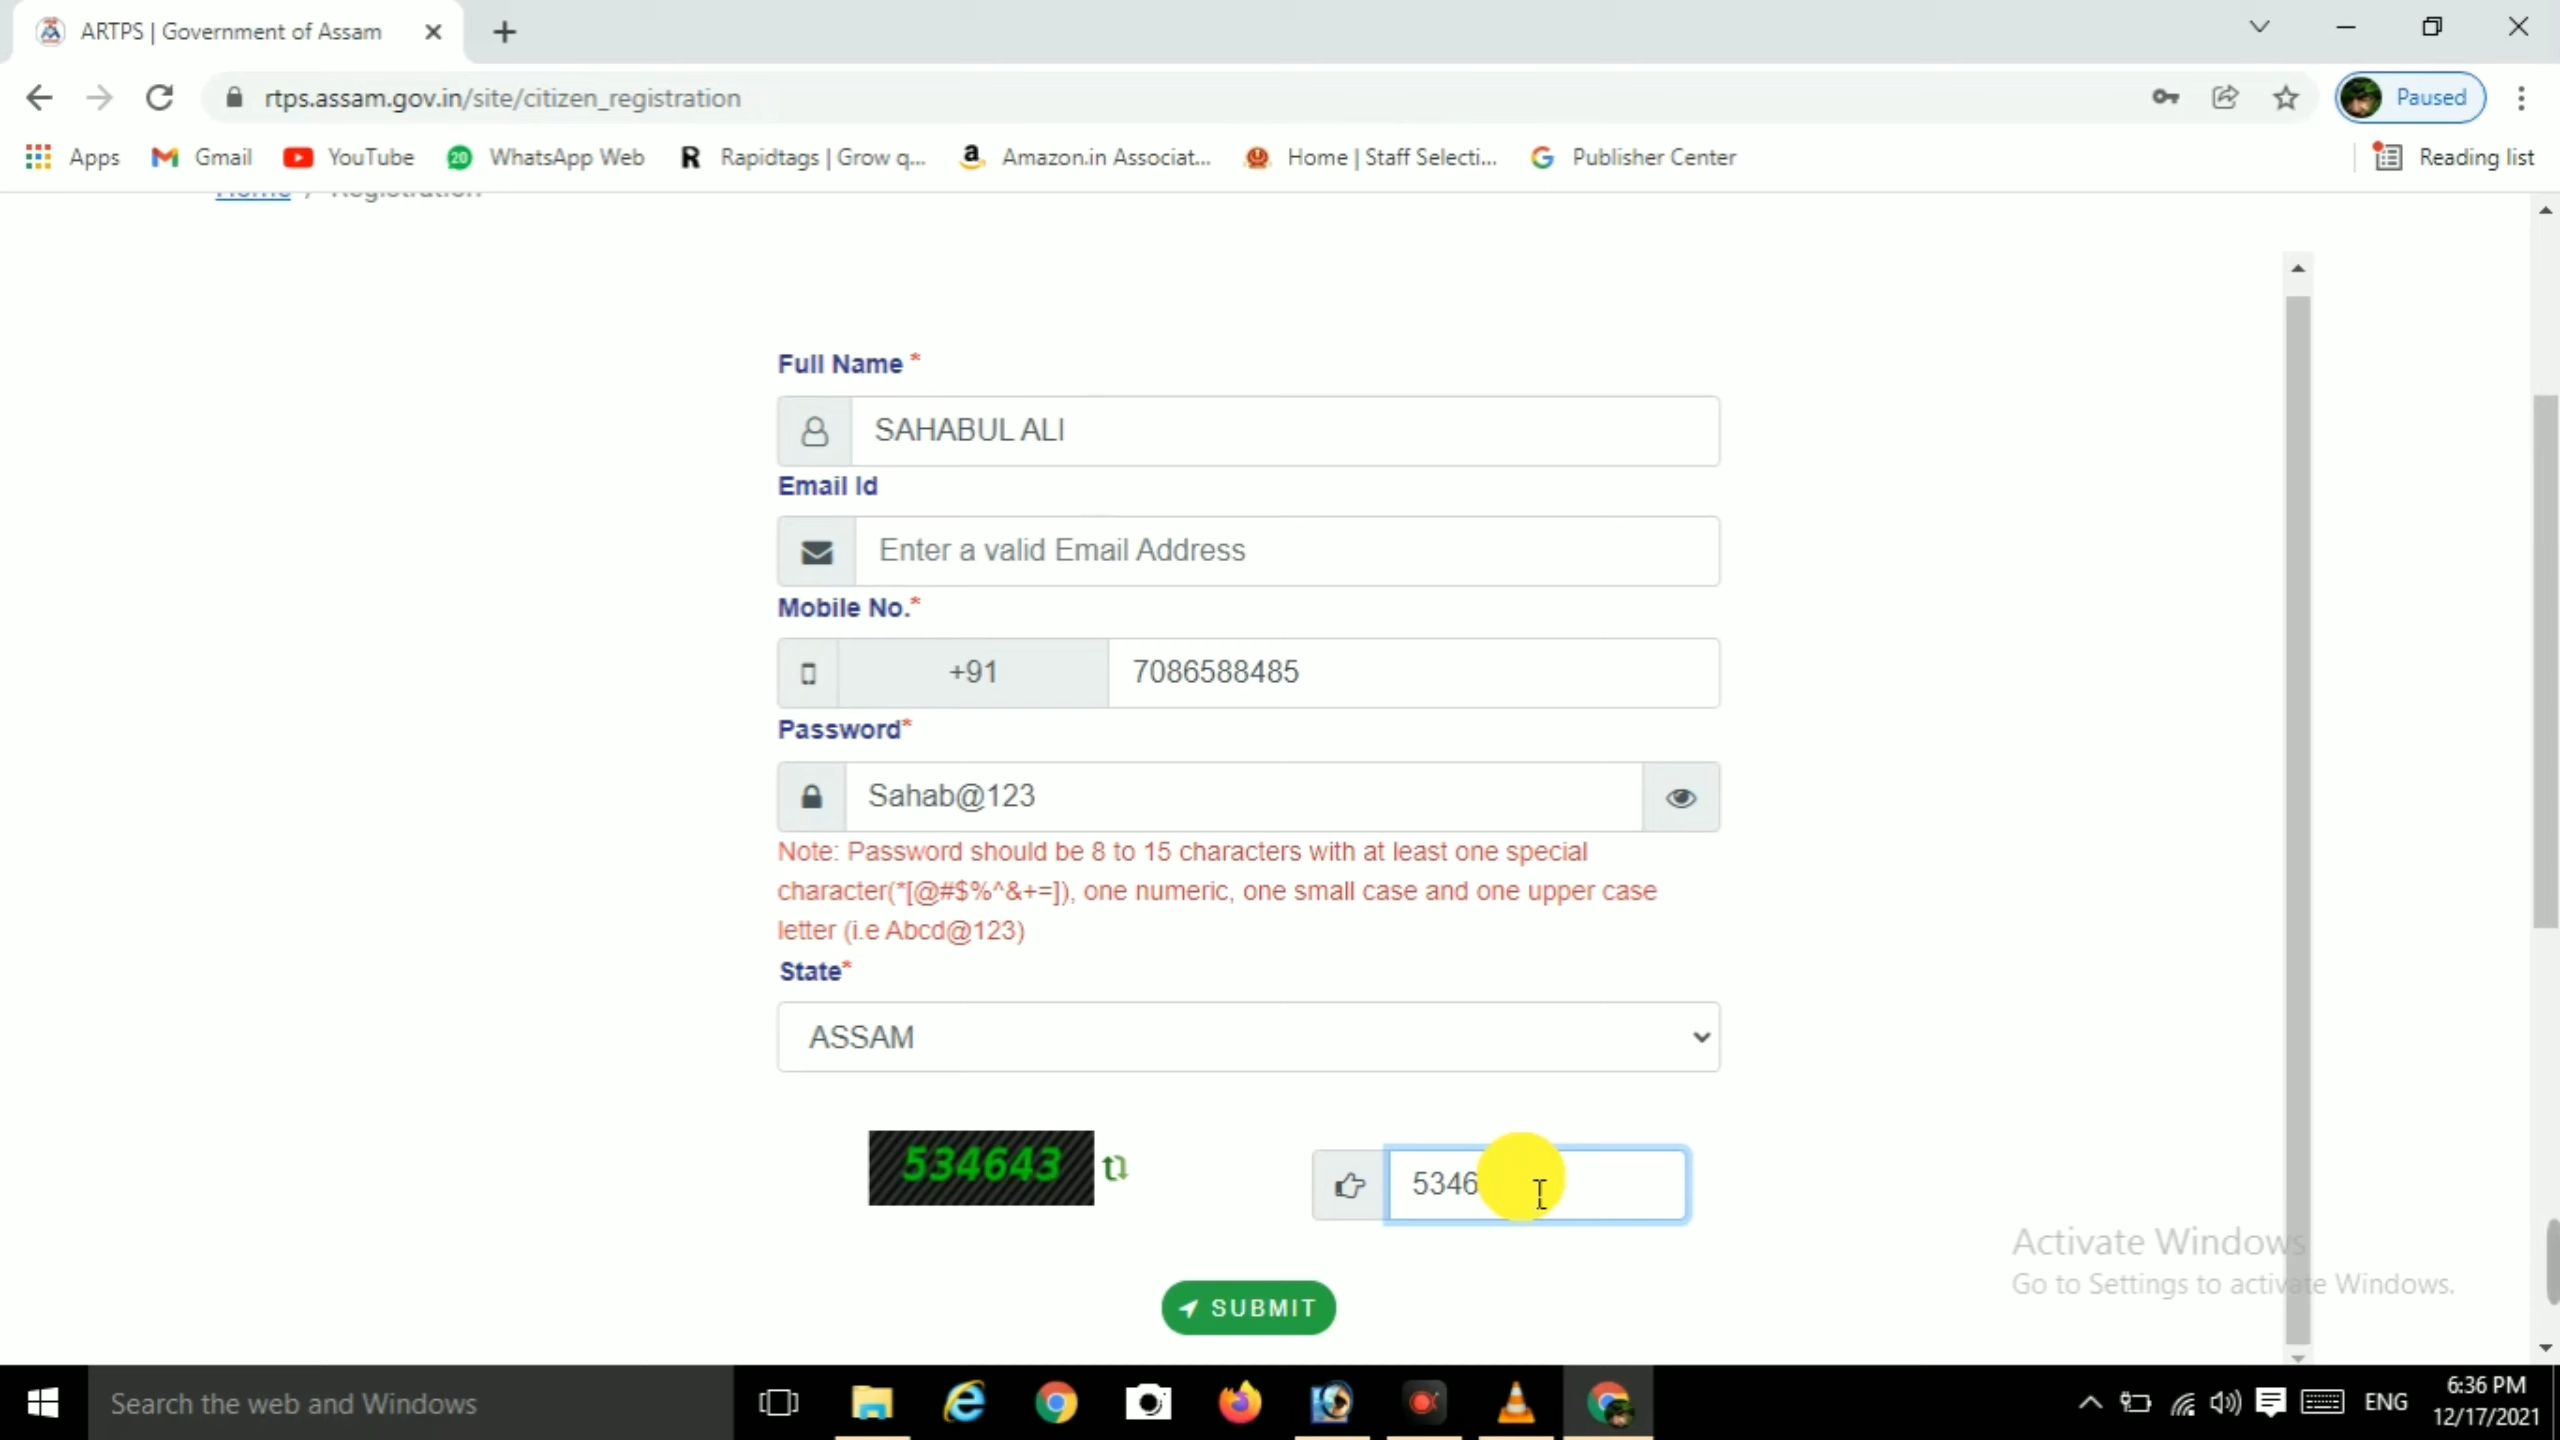 ARTPS | Government of Assam
rtps.assam.gov.in/site/citizen_registration
Paused
Apps
Gmail
YouTube
20
WhatsApp Web
R
Rapidtags | Grow q...
a
Amazon.in Associat...
Home | Staff Selecti...
G
Publisher Center
Reading list
Home / Registration
Full Name *
SAHABUL ALI
Email Id
Enter a valid Email Address
Mobile No.*
+91
7086588485
Password*
Sahab@123
Note: Password should be 8 to 15 characters with at least one special
character(*[@#$%^&+=]), one numeric, one small case and one upper case
letter (i.e Abcd@123)
State*
ASSAM
534643
5346
SUBMIT
Activate Windows
Go to Settings to activate Windows.
Search the web and Windows
ENG
6:36 PM
12/17/2021